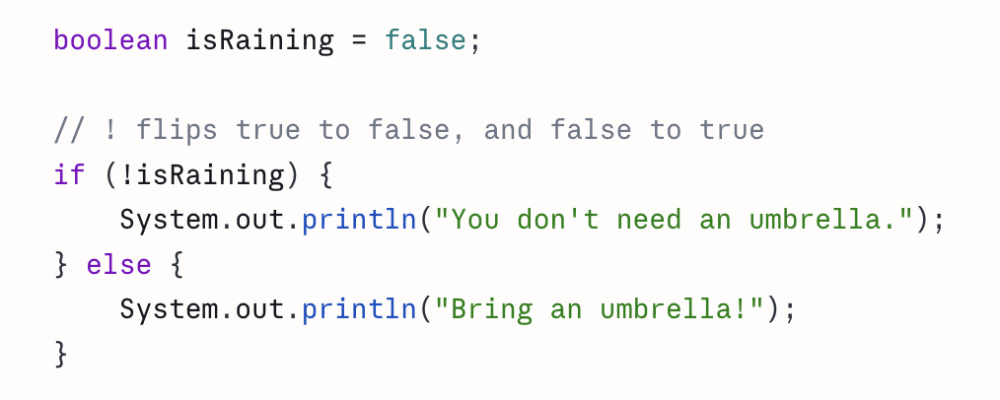 boolean isRaining = false;

// ! flips true to false, and false to true
if (!isRaining) {
    System.out.println("You don't need an umbrella.");
} else {
    System.out.println("Bring an umbrella!");
}